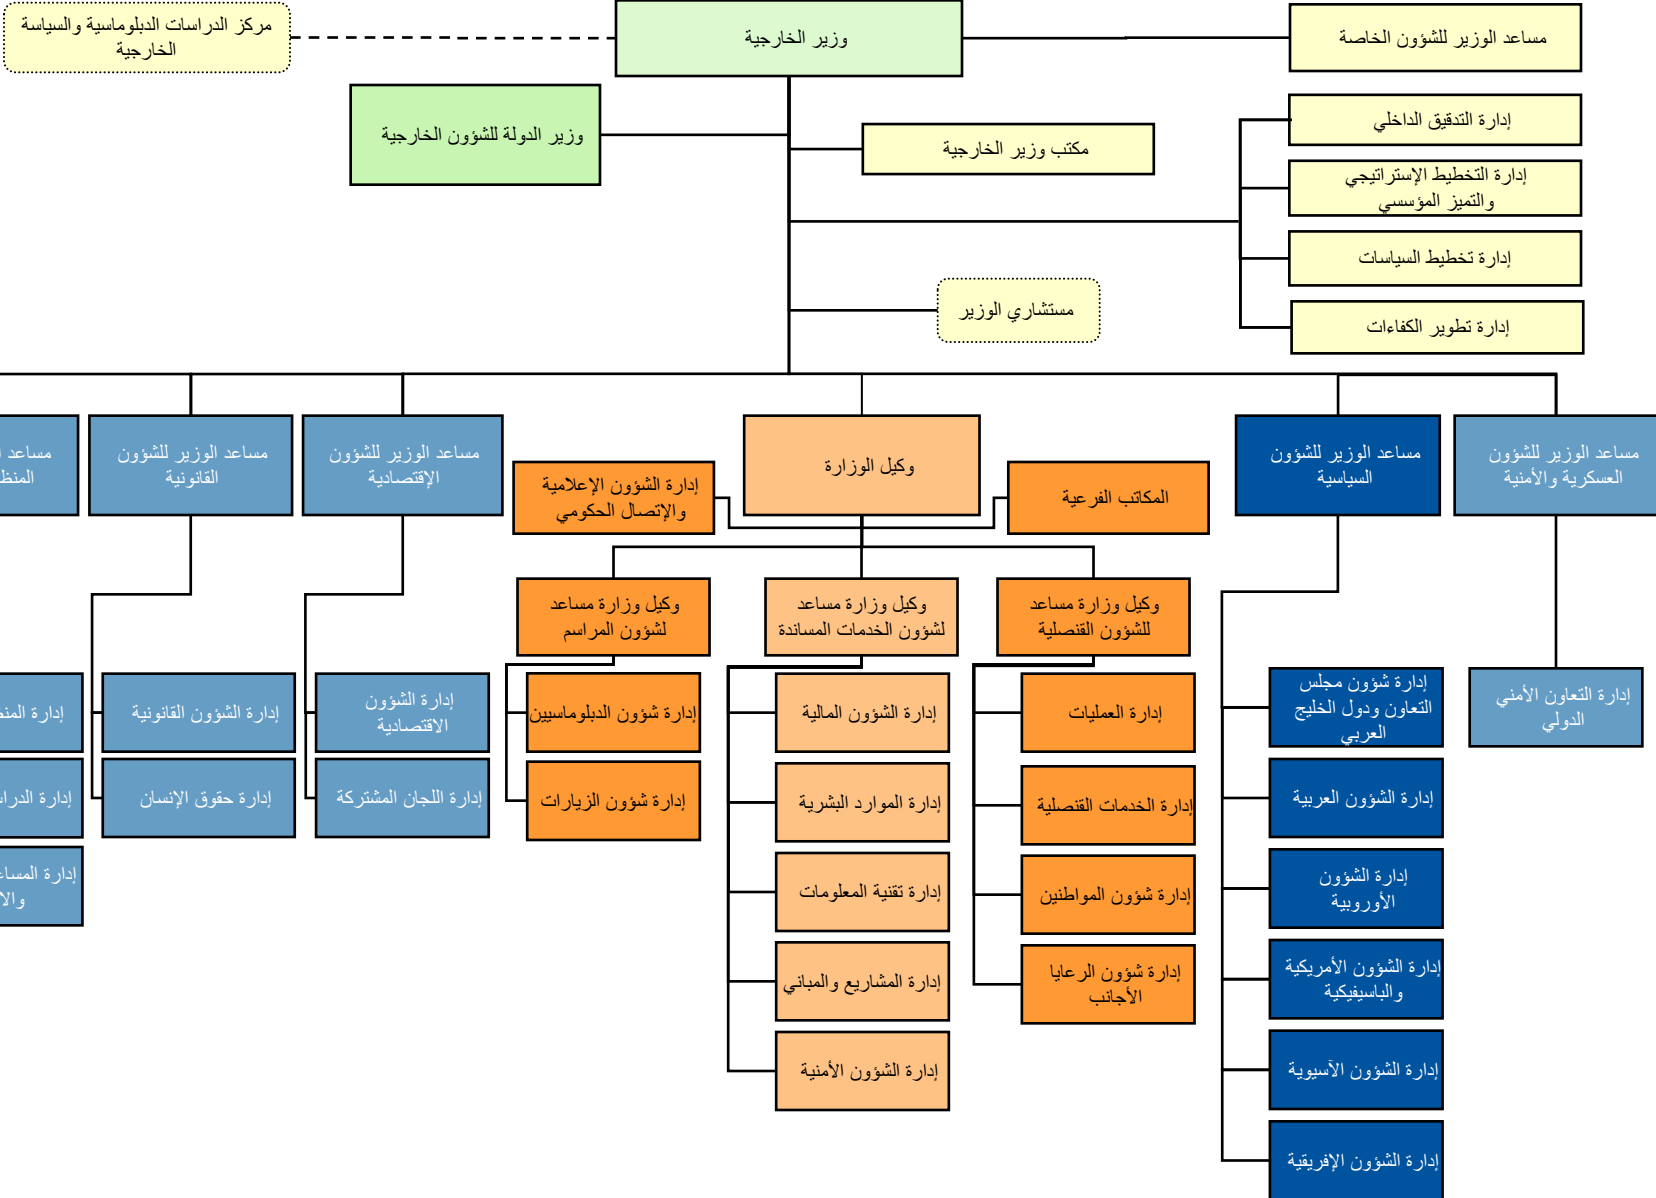 مساعد الوزير للشؤون الخاصة
وزير الخارجية
مركز الدراسات الدبلوماسية والسياسة
الخارجية
وزير الدولة للشؤون الخارجية
مكتب وزير الخارجية
إدارة التدقيق الداخلي
إدارة التخطيط الإستراتيجي
والتميز المؤسسي
إدارة تخطيط السياسات
إدارة تطوير الكفاءات
مستشاري الوزير
مساعد الوزير للشؤون
العسكرية والأمنية
مساعد الوزير للشؤون
السياسية
وكيل الوزارة
مساعد الوزير للشؤون
الإقتصادية
مساعد الوزير للشؤون
القانونية
مساعد
المكاتب الفرعية
إدارة الشؤون الإعلامية
والإتصال الحكومي
وكيل وزارة مساعد
للشؤون القنصلية
وكيل وزارة مساعد
لشؤون الخدمات المساندة
وكيل وزارة مساعد
لشؤون المراسم
إدارة التعاون الأمني
الدولي
إدارة شؤون مجلس
التعاون ودول الخليج
العربي
إدارة الشؤون العربية
إدارة الشؤون
الأوروبية
إدارة الشؤون الأمريكية
والباسيفيكية
إدارة الشؤون الآسيوية
إدارة الشؤون الإفريقية
إدارة العمليات
إدارة الخدمات القنصلية
إدارة شؤون المواطنين
إدارة شؤون الرعايا
الأجانب
إدارة الشؤون المالية
إدارة الموارد البشرية
إدارة تقنية المعلومات
إدارة المشاريع والمباني
إدارة الشؤون الأمنية
إدارة شؤون الدبلوماسيين
إدارة شؤون الزيارات
إدارة الشؤون
الاقتصادية
إدارة اللجان المشتركة
إدارة الشؤون القانونية
إدارة حقوق الإنسان
إدارة
إدارة
إدارة